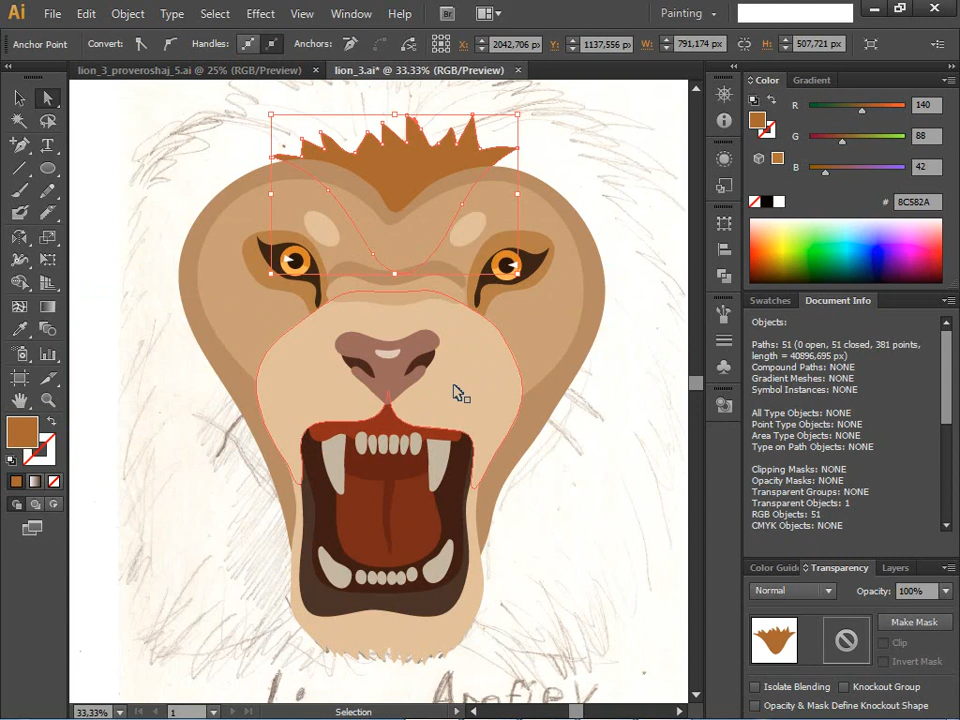 Ai File Edit Object Type Select Effect View Window Help Br Painting
Anchor Point Convert: Handles: Anchors: X: 2042,706 px Y: 1137,556 px W: 791,174 px H: 507,721 px
lion_3_proveroshaj_5.ai @ 25% (RGB/Preview) × lion_3.ai* @ 33.33% (RGB/Preview) ×
Color Gradient
R 140
G 88
B 42
# 8C582A
Swatches Document Info
Objects:
Paths: 51 (0 open, 51 closed, 381 points,
length = 40896,695 px)
Compound Paths: NONE
Gradient Meshes: NONE
Symbol Instances: NONE
All Type Objects: NONE
Point Type Objects: NONE
Area Type Objects: NONE
Type on Path Objects: NONE
Clipping Masks: NONE
Opacity Masks: NONE
Transparent Groups: NONE
Transparent Objects: 1
RGB Objects: 51
CMYK Objects: NONE
Color Guide Transparency Layers
Normal Opacity: 100%
Make Mask
Clip
Invert Mask
Isolate Blending Knockout Group
Opacity & Mask Define Knockout Shape
33,33% 1 Selection